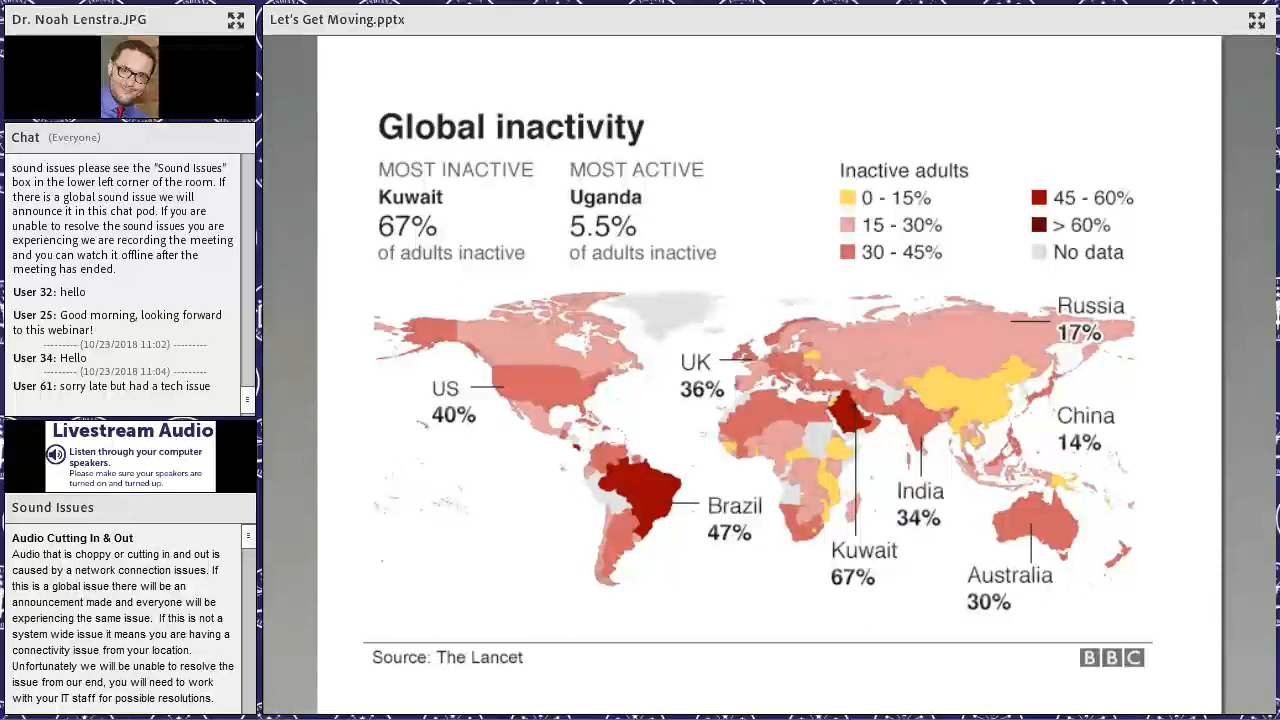 Dr. Noah Lenstra.JPG
Chat (Everyone)
sound issues please see the "Sound Issues"
box in the lower left corner of the room. If
there is a global sound issue we will
announce it in this chat pod. If you are
unable to resolve the sound issues you are
experiencing we are recording the meeting
and you can watch it offline after the
meeting has ended.
User 32: hello
User 25: Good morning, looking forward
to this webinar!
--------- (10/23/2018 11:02) ---------
User 34: Hello
--------- (10/23/2018 11:04) ---------
User 61: sorry late but had a tech issue
Livestream Audio
Listen through your computer
speakers.
Please make sure your speakers are
turned on and turned up.
Sound Issues
Audio Cutting In & Out
Audio that is choppy or cutting in and out is
caused by a network connection issues. If
this is a global issue there will be an
announcement made and everyone will be
experiencing the same issue. If this is not a
system wide issue it means you are having a
connectivity issue from your location.
Unfortunately we will be unable to resolve the
issue from our end, you will need to work
with your IT staff for possible resolutions.
Let's Get Moving.pptx
Global inactivity
MOST INACTIVE
Kuwait
67%
of adults inactive
MOST ACTIVE
Uganda
5.5%
of adults inactive
Inactive adults
0 - 15%
15 - 30%
30 - 45%
45 - 60%
> 60%
No data
Russia
17%
UK
36%
US
40%
China
14%
India
34%
Brazil
47%
Kuwait
67%
Australia
30%
Source: The Lancet
BBC